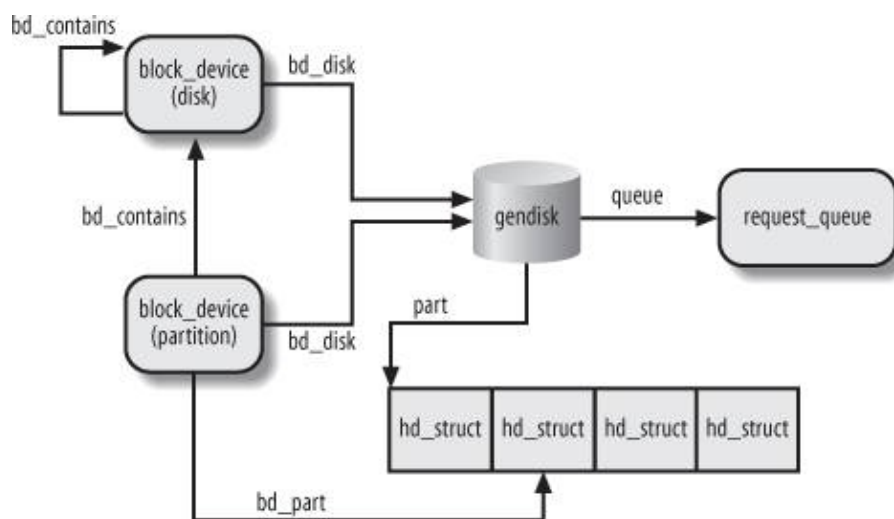 bd_contains
block_device
(disk)
bd_disk
bd_contains
gendisk
queue
request_queue
block_device
(partition)
bd_disk
part
hd_struct
hd_struct
hd_struct
hd_struct
bd_part